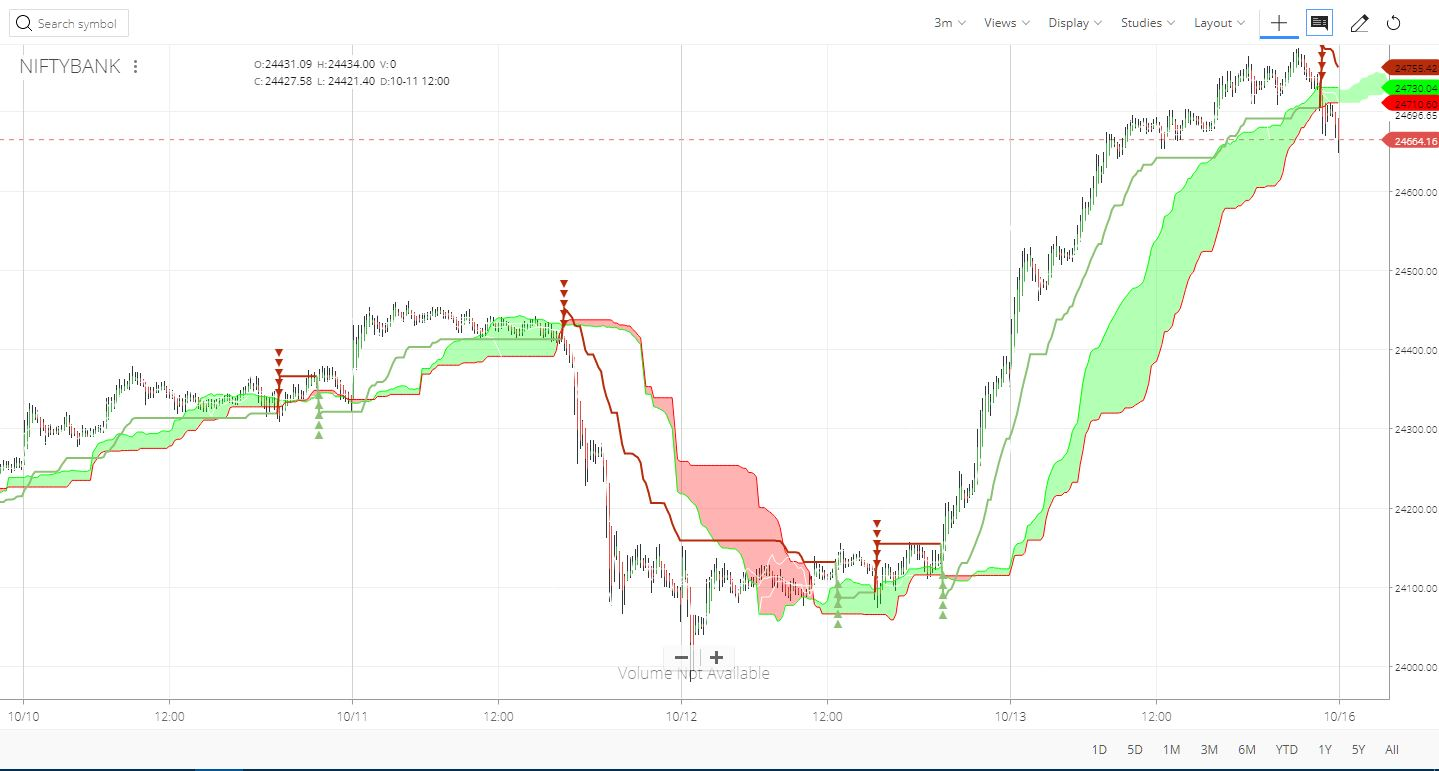 Search symbol
3m Views Display Studies Layout
NIFTYBANK
O:24431.09 H:24434.00 V:0
C:24427.58 L: 24421.40 D:10-11 12:00
24755.42
24730.04
24710.60
24696.65
24664.16
24600.00
24500.00
24400.00
24300.00
24200.00
24100.00
24000.00
Volume Not Available
10/10 12:00 10/11 12:00 10/12 12:00 10/13 12:00 10/16
1D 5D 1M 3M 6M YTD 1Y 5Y All